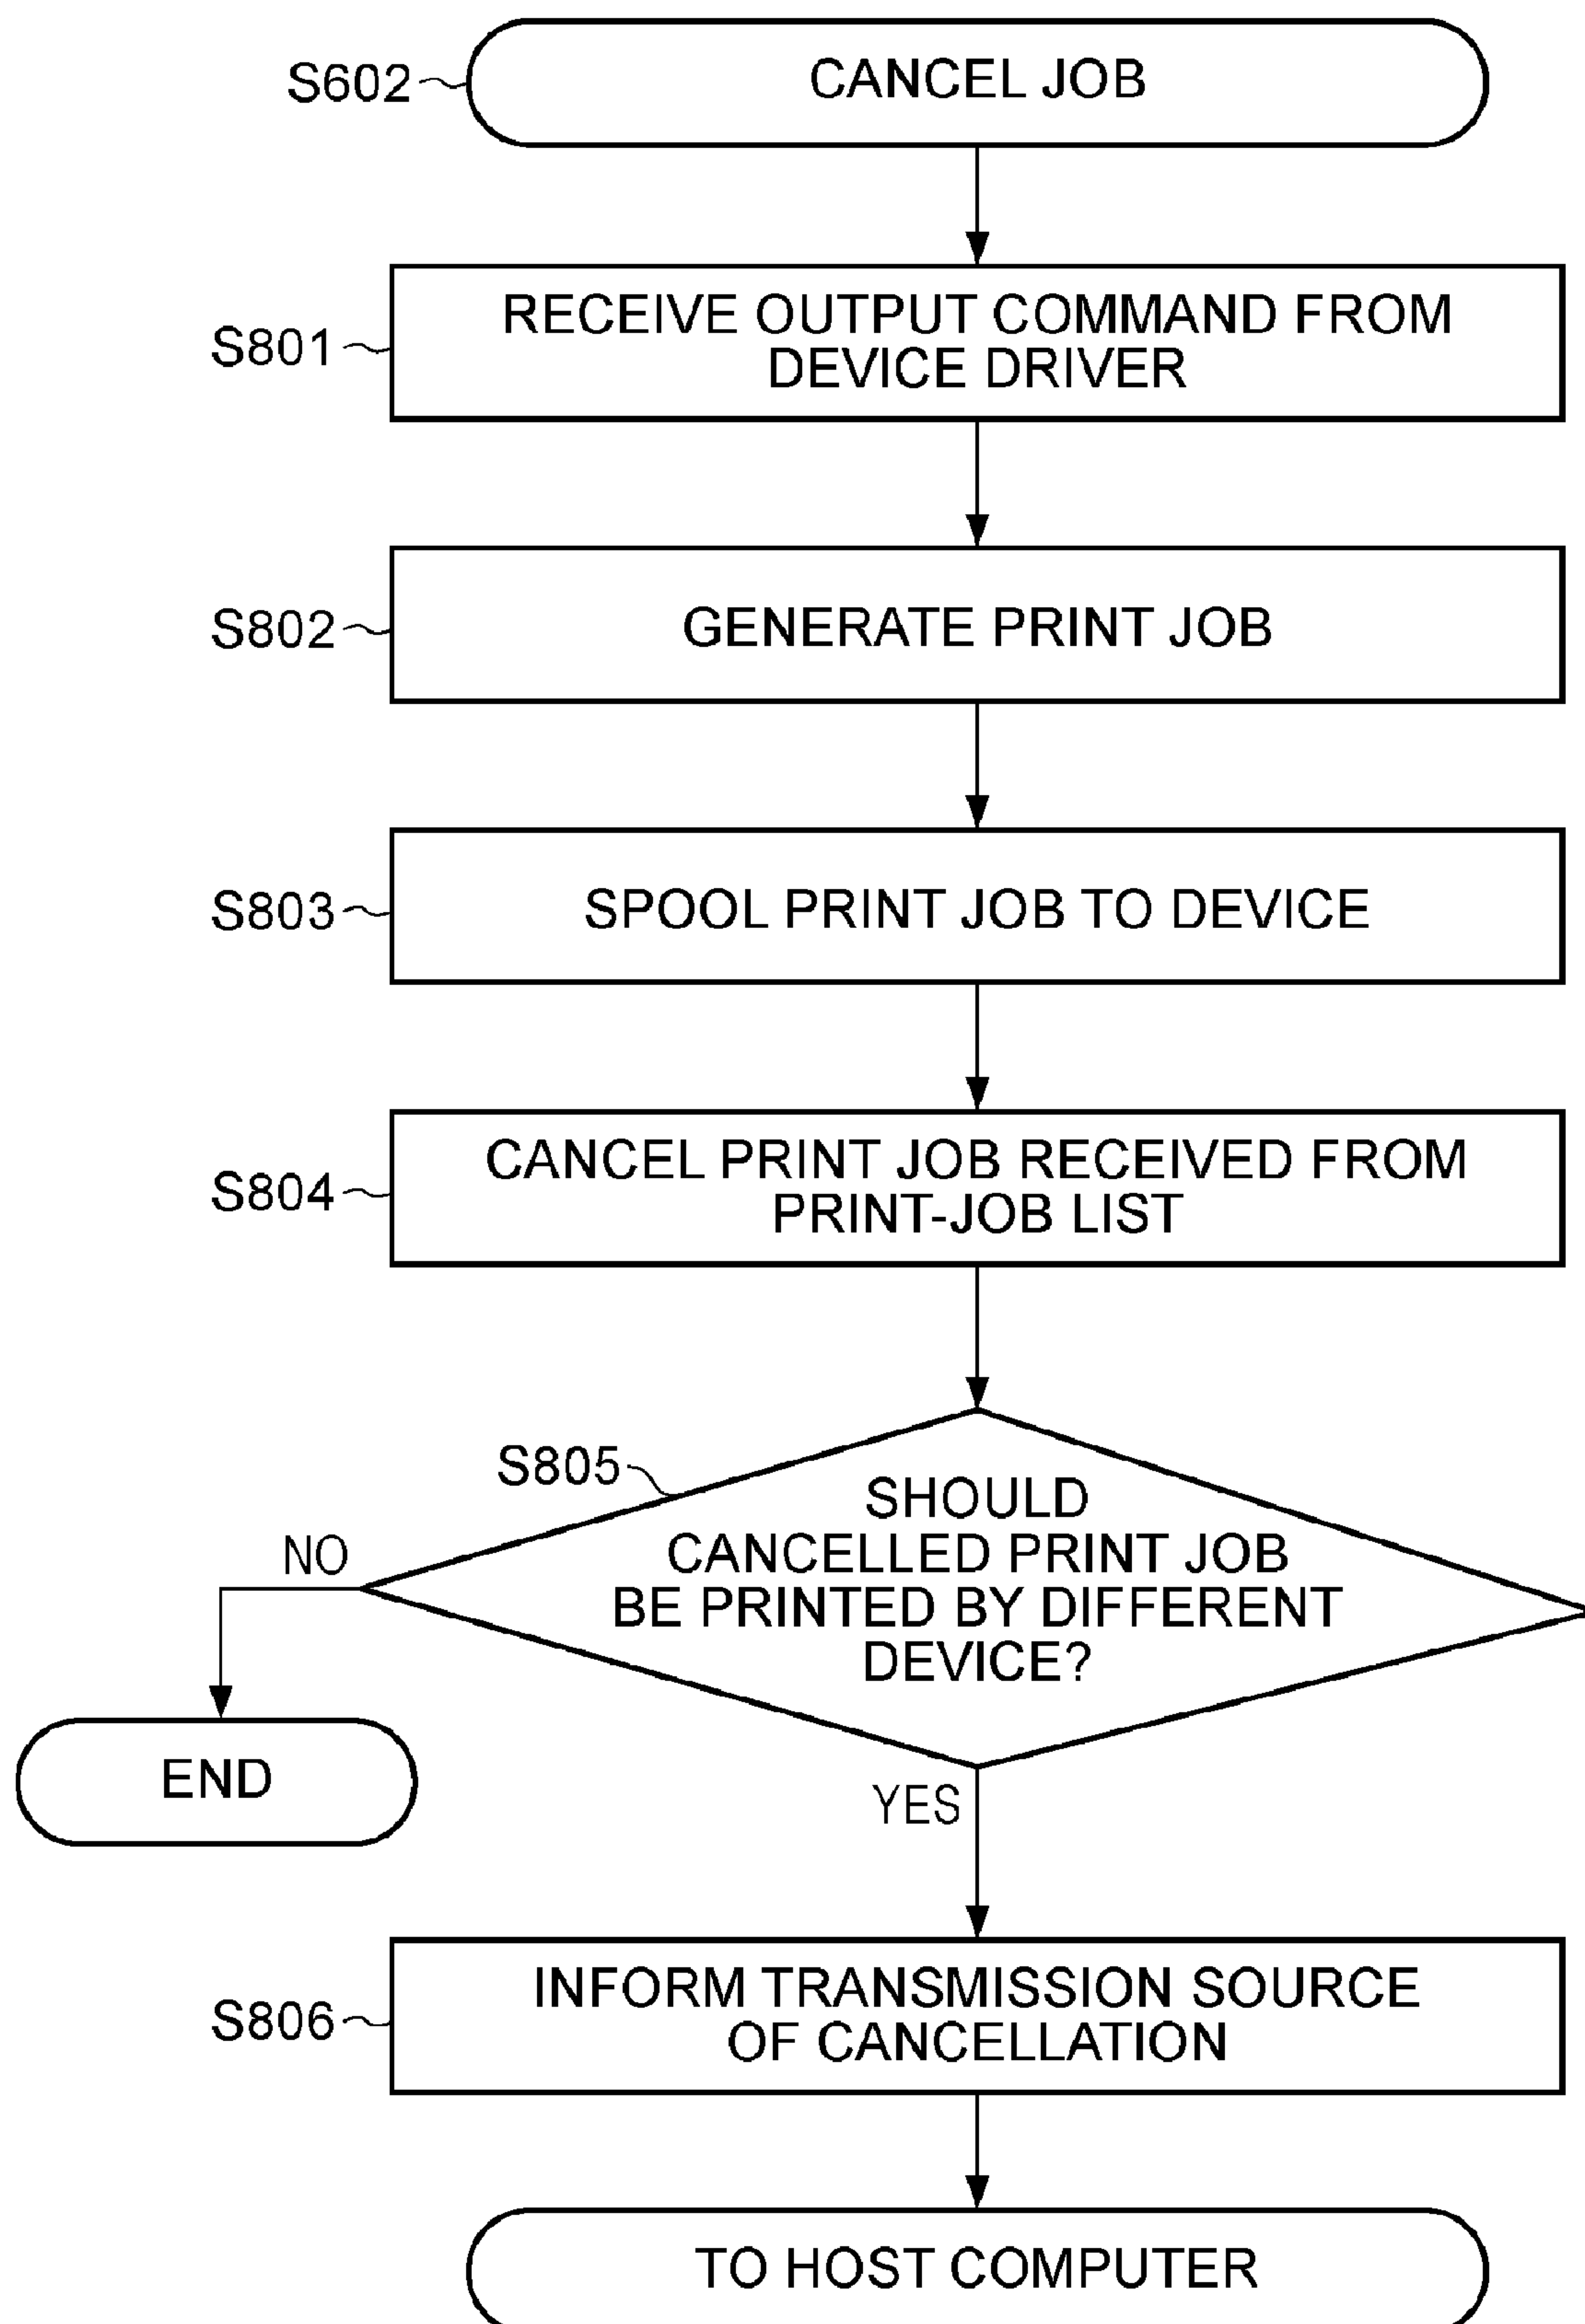 S602
CANCEL JOB
S801
RECEIVE OUTPUT COMMAND FROM
DEVICE DRIVER
S802
GENERATE PRINT JOB
S803
SPOOL PRINT JOB TO DEVICE
S804
CANCEL PRINT JOB RECEIVED FROM
PRINT-JOB LIST
S805
SHOULD
CANCELLED PRINT JOB
BE PRINTED BY DIFFERENT
DEVICE?
NO
END
YES
S806
INFORM TRANSMISSION SOURCE
OF CANCELLATION
TO HOST COMPUTER